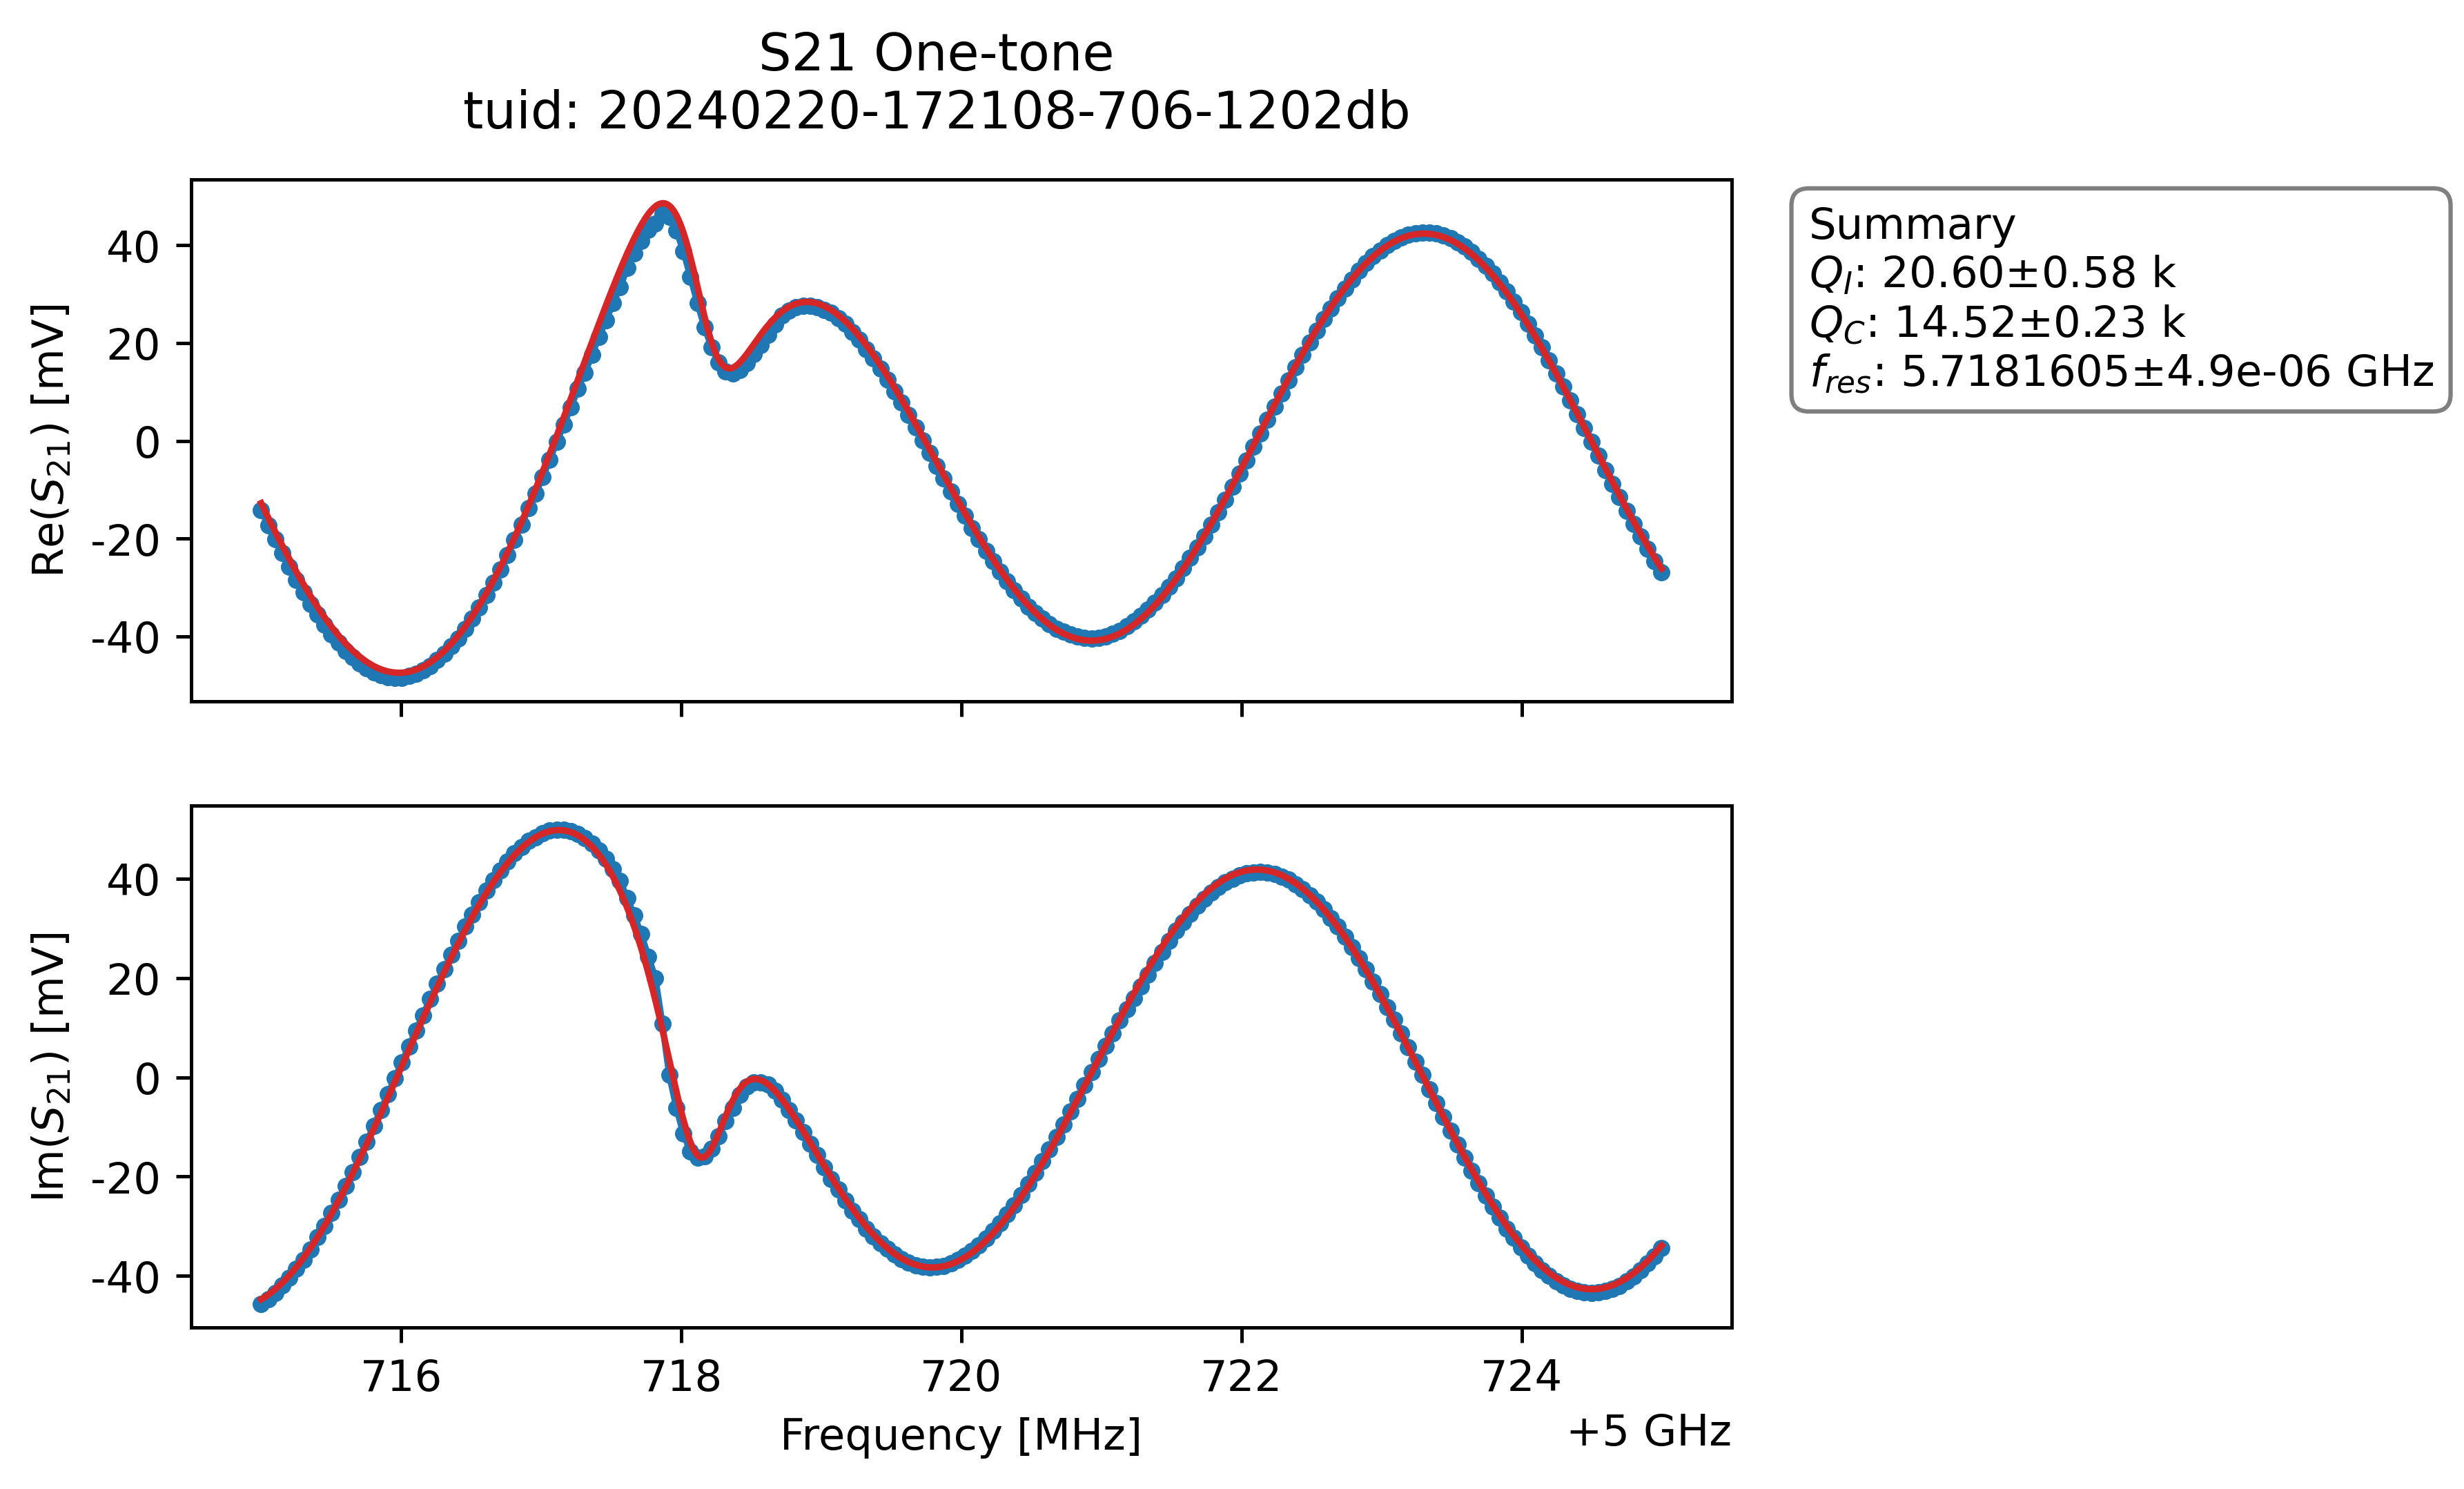 S21 One-tone
tuid: 20240220-172108-706-1202db
Re(S21) [mV]
40
20
0
-20
-40
Summary
Ql: 20.60±0.58 k
QC: 14.52±0.23 k
fres: 5.7181605±4.9e-06 GHz
Im(S21) [mV]
40
20
0
-20
-40
716 718 720 722 724
Frequency [MHz]
+5 GHz